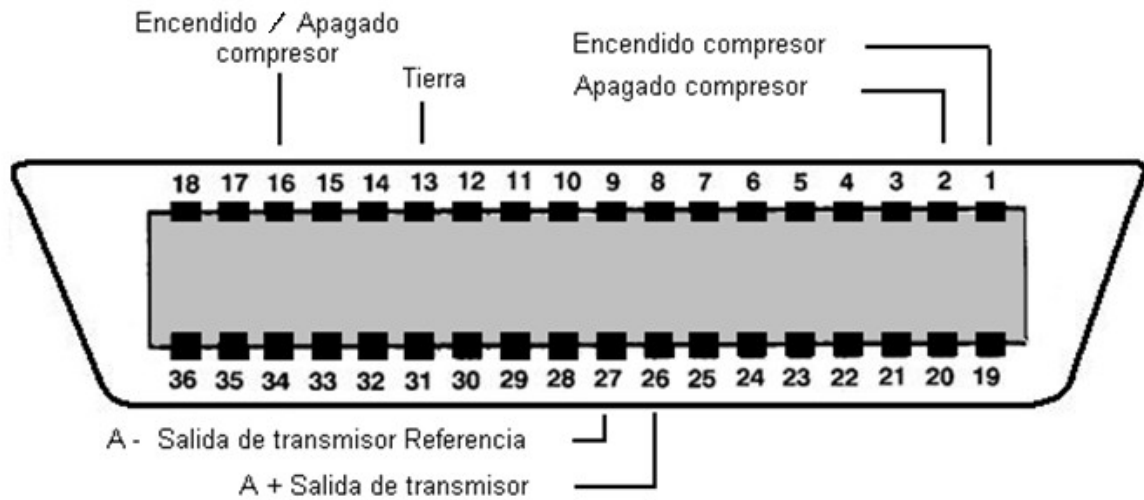 Encendido / Apagado
compresor
Tierra
Encendido compresor
Apagado compresor
18 17 16 15 14 13 12 11 10 9 8 7 6 5 4 3 2 1
36 35 34 33 32 31 30 29 28 27 26 25 24 23 22 21 20 19
A - Salida de transmisor Referencia
A + Salida de transmisor